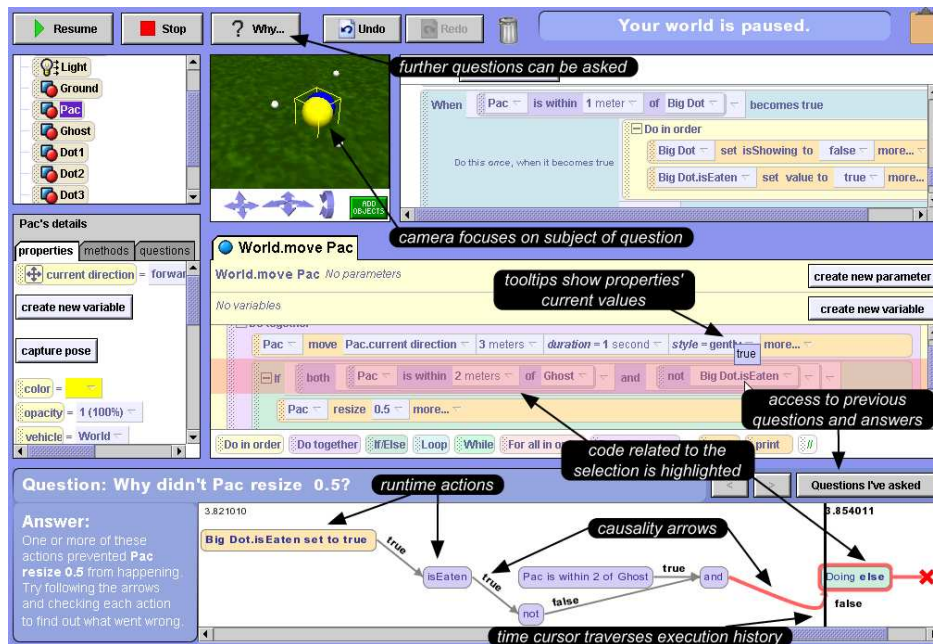 Resume
Stop
? Why...
Undo
Redo
Your world is paused.
further questions can be asked
Light
Ground
Pac
Ghost
Dot1
Dot2
Dot3
ADD OBJECTS
When Pac is within 1 meter of Big Dot becomes true
Do in order
Do this once, when it becomes true
Big Dot set isShowing to false more...
Big Dot.isEaten set value to true more...
camera focuses on subject of question
Pac's details
properties methods questions
current direction = forwar
create new variable
capture pose
color =
opacity = 1 (100%)
vehicle = World
World.move Pac
World.move Pac No parameters
create new parameter
tooltips show properties'
current values
No variables
create new variable
Do together
Pac move Pac.current direction 3 meters duration = 1 second style = gently more...
true
If both Pac is within 2 meters of Ghost and not Big Dot.isEaten
Pac resize 0.5 more...
access to previous
questions and answers
Do in order Do together If/Else Loop While For all in o print //
code related to the
selection is highlighted
Question: Why didn't Pac resize 0.5?
runtime actions
< >
Questions I've asked
Answer:
One or more of these
actions prevented Pac
resize 0.5 from happening.
Try following the arrows
and checking each action
to find out what went wrong.
3.821010
3.854011
Big Dot.isEaten set to true
true
causality arrows
isEaten
true
Pac is within 2 of Ghost
true
and
Doing else
not
false
false
time cursor traverses execution history